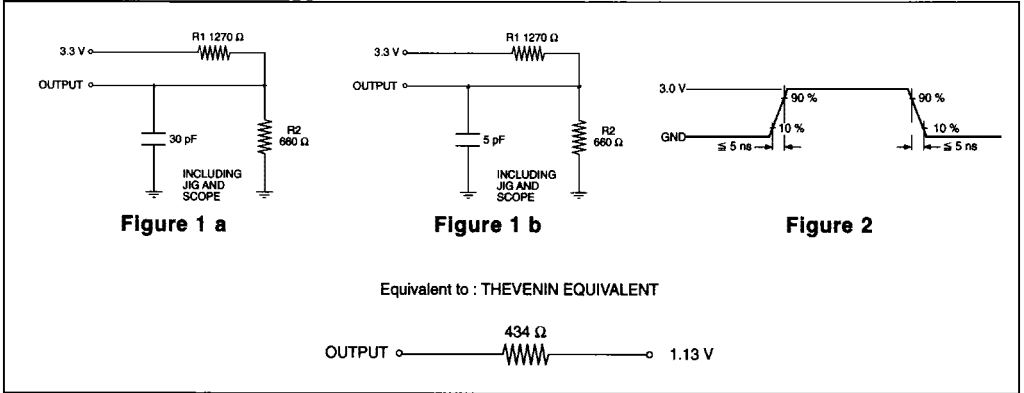 R1 1270 Ω
3.3 V
OUTPUT
30 pF
R2
660 Ω
INCLUDING
JIG AND
SCOPE
Figure 1 a
R1 1270 Ω
3.3 V
OUTPUT
5 pF
R2
660 Ω
INCLUDING
JIG AND
SCOPE
Figure 1 b
3.0 V
90 %
90 %
10 %
10 %
GND
≦ 5 ns
≦ 5 ns
Figure 2
Equivalent to : THEVENIN EQUIVALENT
434 Ω
OUTPUT
1.13 V